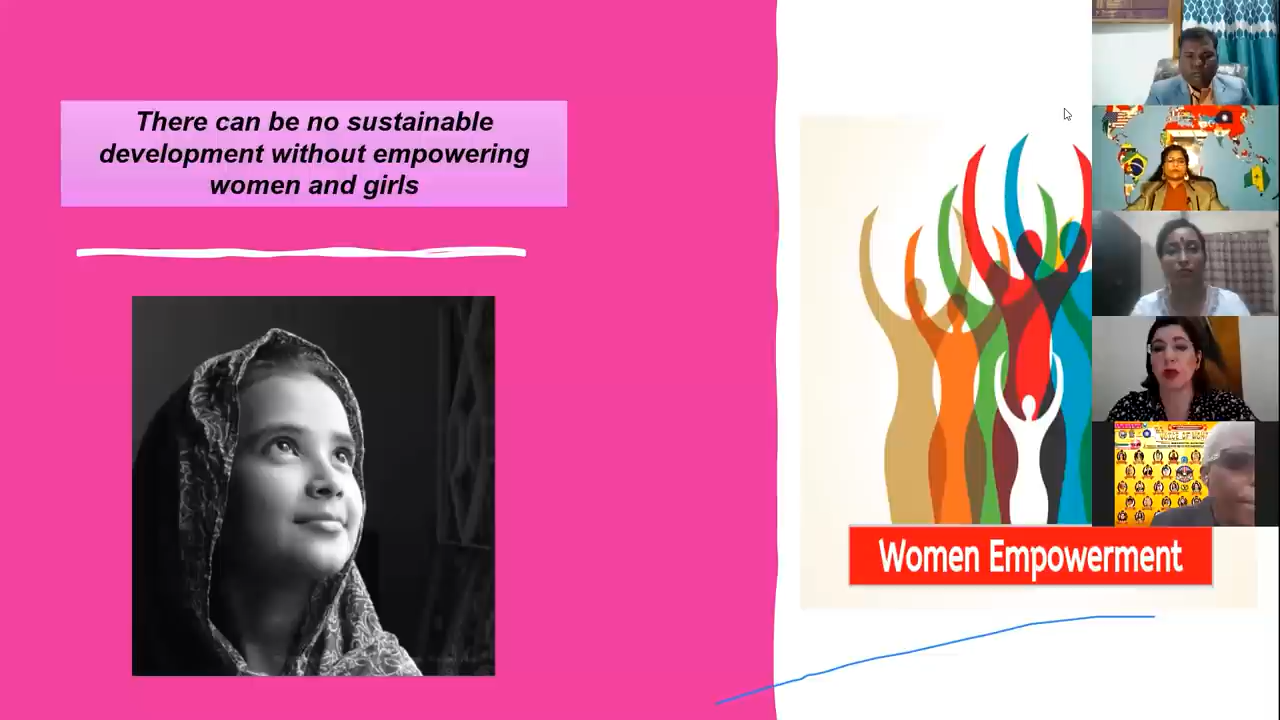 There can be no sustainable
development without empowering
women and girls
Women Empowerment